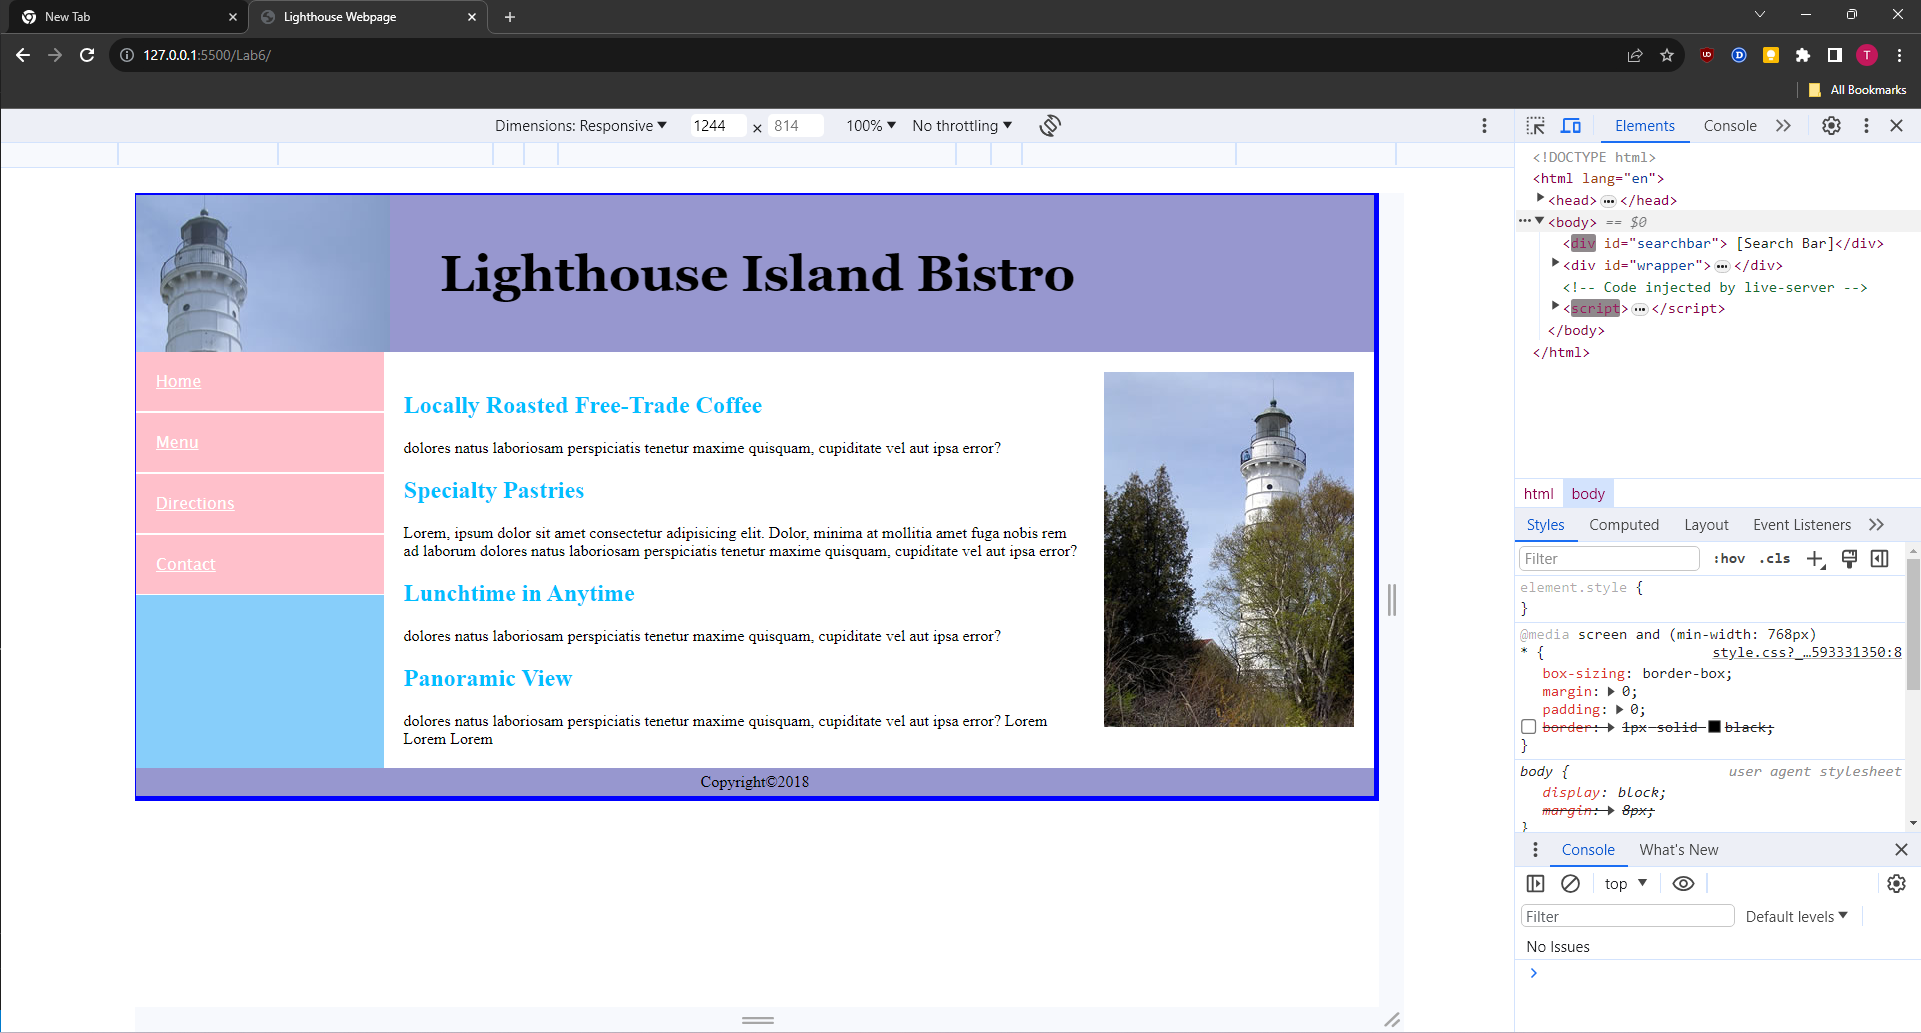 New Tab
Lighthouse Webpage
127.0.0.1:5500/Lab6/
UD
D
T
All Bookmarks
Dimensions: Responsive 1244 × 814 100% No throttling
Elements Console
Lighthouse Island Bistro
Home
Menu
Directions
Contact
Locally Roasted Free-Trade Coffee
dolores natus laboriosam perspiciatis tenetur maxime quisquam, cupiditate vel aut ipsa error?
Specialty Pastries
Lorem, ipsum dolor sit amet consectetur adipisicing elit. Dolor, minima at mollitia amet fuga nobis rem
ad laborum dolores natus laboriosam perspiciatis tenetur maxime quisquam, cupiditate vel aut ipsa error?
Lunchtime in Anytime
dolores natus laboriosam perspiciatis tenetur maxime quisquam, cupiditate vel aut ipsa error?
Panoramic View
dolores natus laboriosam perspiciatis tenetur maxime quisquam, cupiditate vel aut ipsa error? Lorem
Lorem Lorem
Copyright©2018
<!DOCTYPE html>
<html lang="en">
<head>…</head>
<body> == $0
<div id="searchbar"> [Search Bar]</div>
<div id="wrapper">…</div>
<!-- Code injected by live-server -->
<script>…</script>
</body>
</html>
html body
Styles Computed Layout Event Listeners
Filter :hov .cls
element.style {
}
@media screen and (min-width: 768px)
* { style.css?_…593331350:8
box-sizing: border-box;
margin: 0;
padding: 0;
border: 1px solid black;
}
body { user agent stylesheet
display: block;
margin: 8px;
}
Console What's New
top
Filter Default levels
No Issues